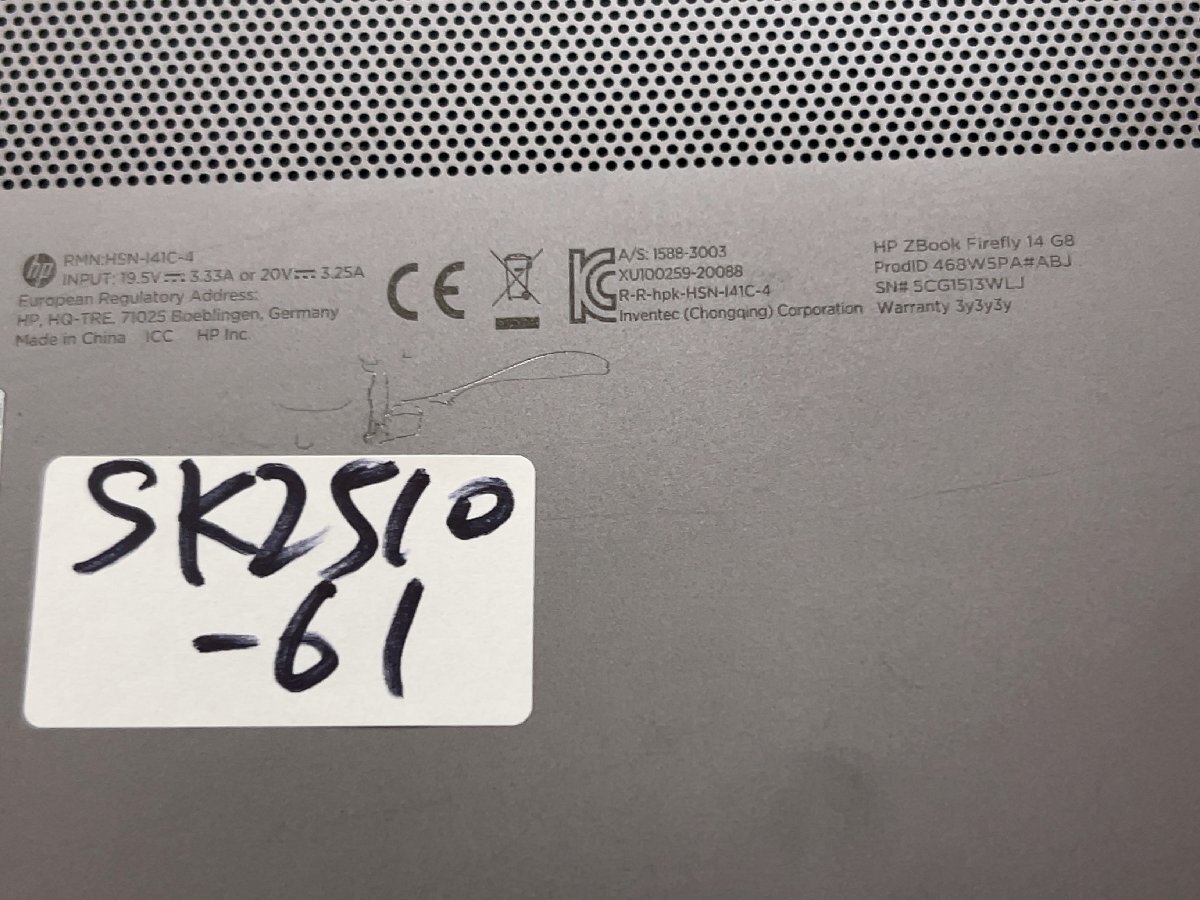 hp RMN:HSN-I41C-4
INPUT: 19.5V⎓ 3.33A or 20V⎓ 3.25A
European Regulatory Address:
HP, HQ-TRE, 71025 Boeblingen, Germany
Made in China ICC HP Inc.
CE
KC
A/S: 1588-3003
XU100259-20088
R-R-hpk-HSN-I41C-4
Inventec (Chongqing) Corporation
HP ZBook Firefly 14 G8
ProdID 468W5PA#ABJ
SN# 5CG1513WLJ
Warranty 3y3y3y
SK2510
-61